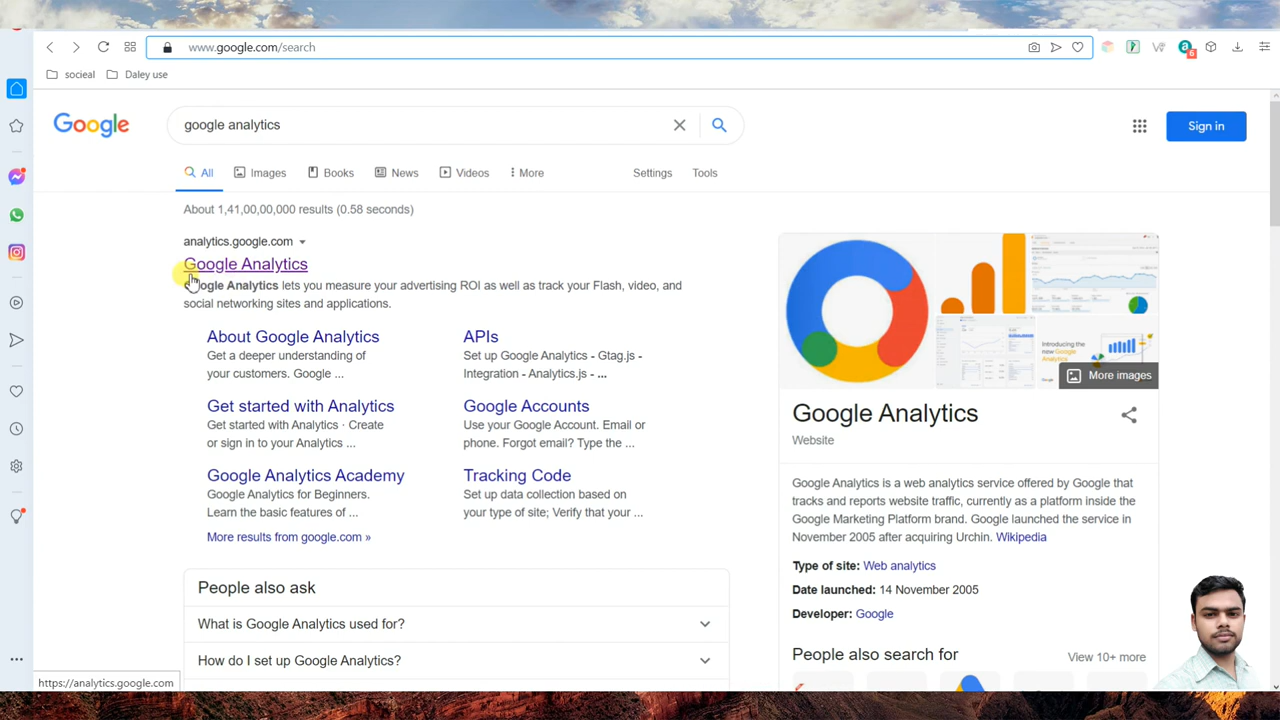 www.google.com/search
6
socieal
Daley use
Google
google analytics
Sign in
All
Images
Books
News
Videos
More
Settings
Tools
About 1,41,00,00,000 results (0.58 seconds)
analytics.google.com
Google Analytics
Google Analytics lets you measure your advertising ROI as well as track your Flash, video, and
social networking sites and applications.
About Google Analytics
Get a deeper understanding of
your customers. Google ...
APIs
Set up Google Analytics - Gtag.js -
Integration - Analytics.js - ...
Get started with Analytics
Get started with Analytics · Create
or sign in to your Analytics ...
Google Accounts
Use your Google Account. Email or
phone. Forgot email? Type the ...
Google Analytics Academy
Google Analytics for Beginners.
Learn the basic features of ...
Tracking Code
Set up data collection based on
your type of site; Verify that your ...
More results from google.com »
People also ask
What is Google Analytics used for?
How do I set up Google Analytics?
Introducing the
new Google
Analytics
More images
Google Analytics
Website
Google Analytics is a web analytics service offered by Google that
tracks and reports website traffic, currently as a platform inside the
Google Marketing Platform brand. Google launched the service in
November 2005 after acquiring Urchin. Wikipedia
Type of site: Web analytics
Date launched: 14 November 2005
Developer: Google
People also search for
View 10+ more
https://analytics.google.com